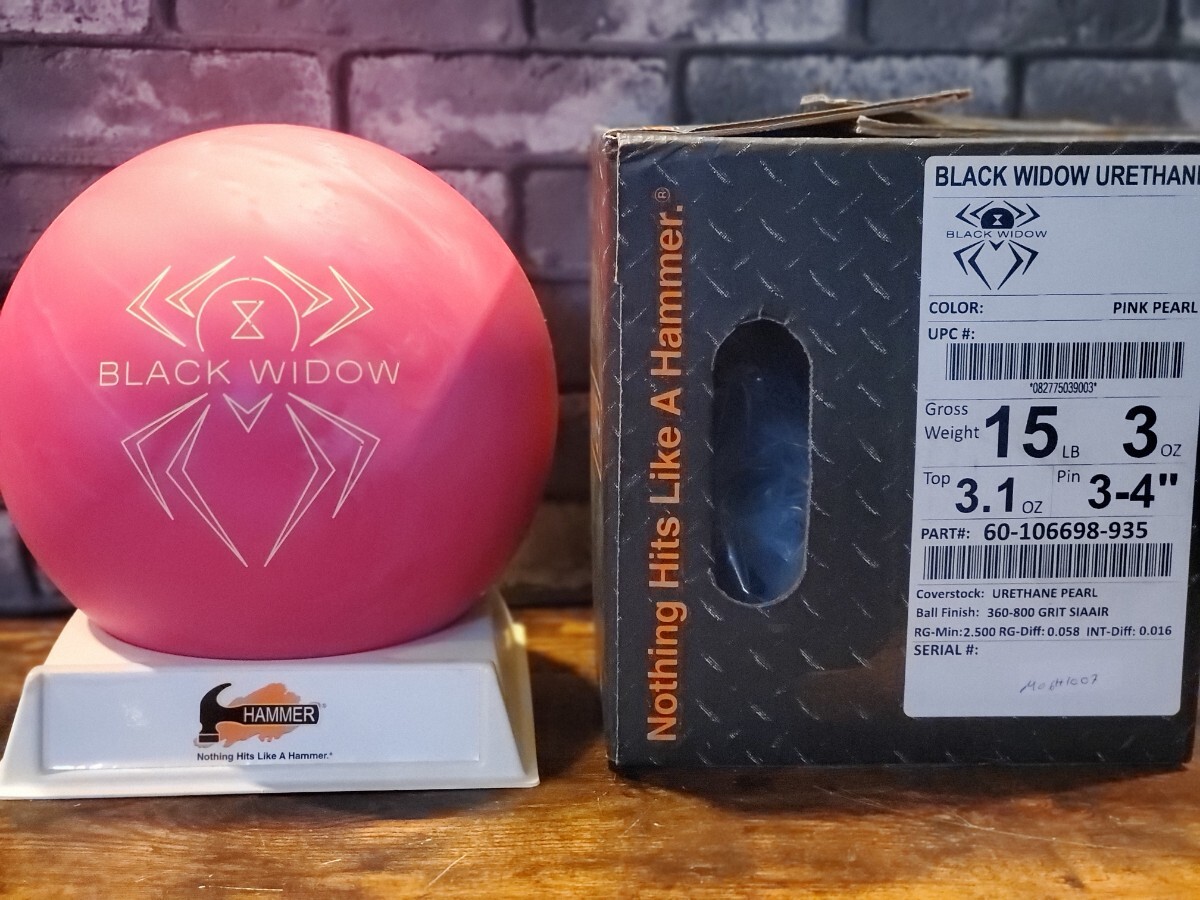 BLACK WIDOW
HAMMER
Nothing Hits Like A Hammer.®
Nothing Hits Like A Hammer.®
BLACK WIDOW URETHAN
BLACK WIDOW
COLOR: PINK PEARL
UPC #:
*082775039003*
Gross Weight 15 LB 3 OZ
Top 3.1 OZ Pin 3-4"
PART#: 60-106698-935
Coverstock: URETHANE PEARL
Ball Finish: 360-800 GRIT SIAAIR
RG-Min:2.500 RG-Diff: 0.058 INT-Diff: 0.016
SERIAL #: